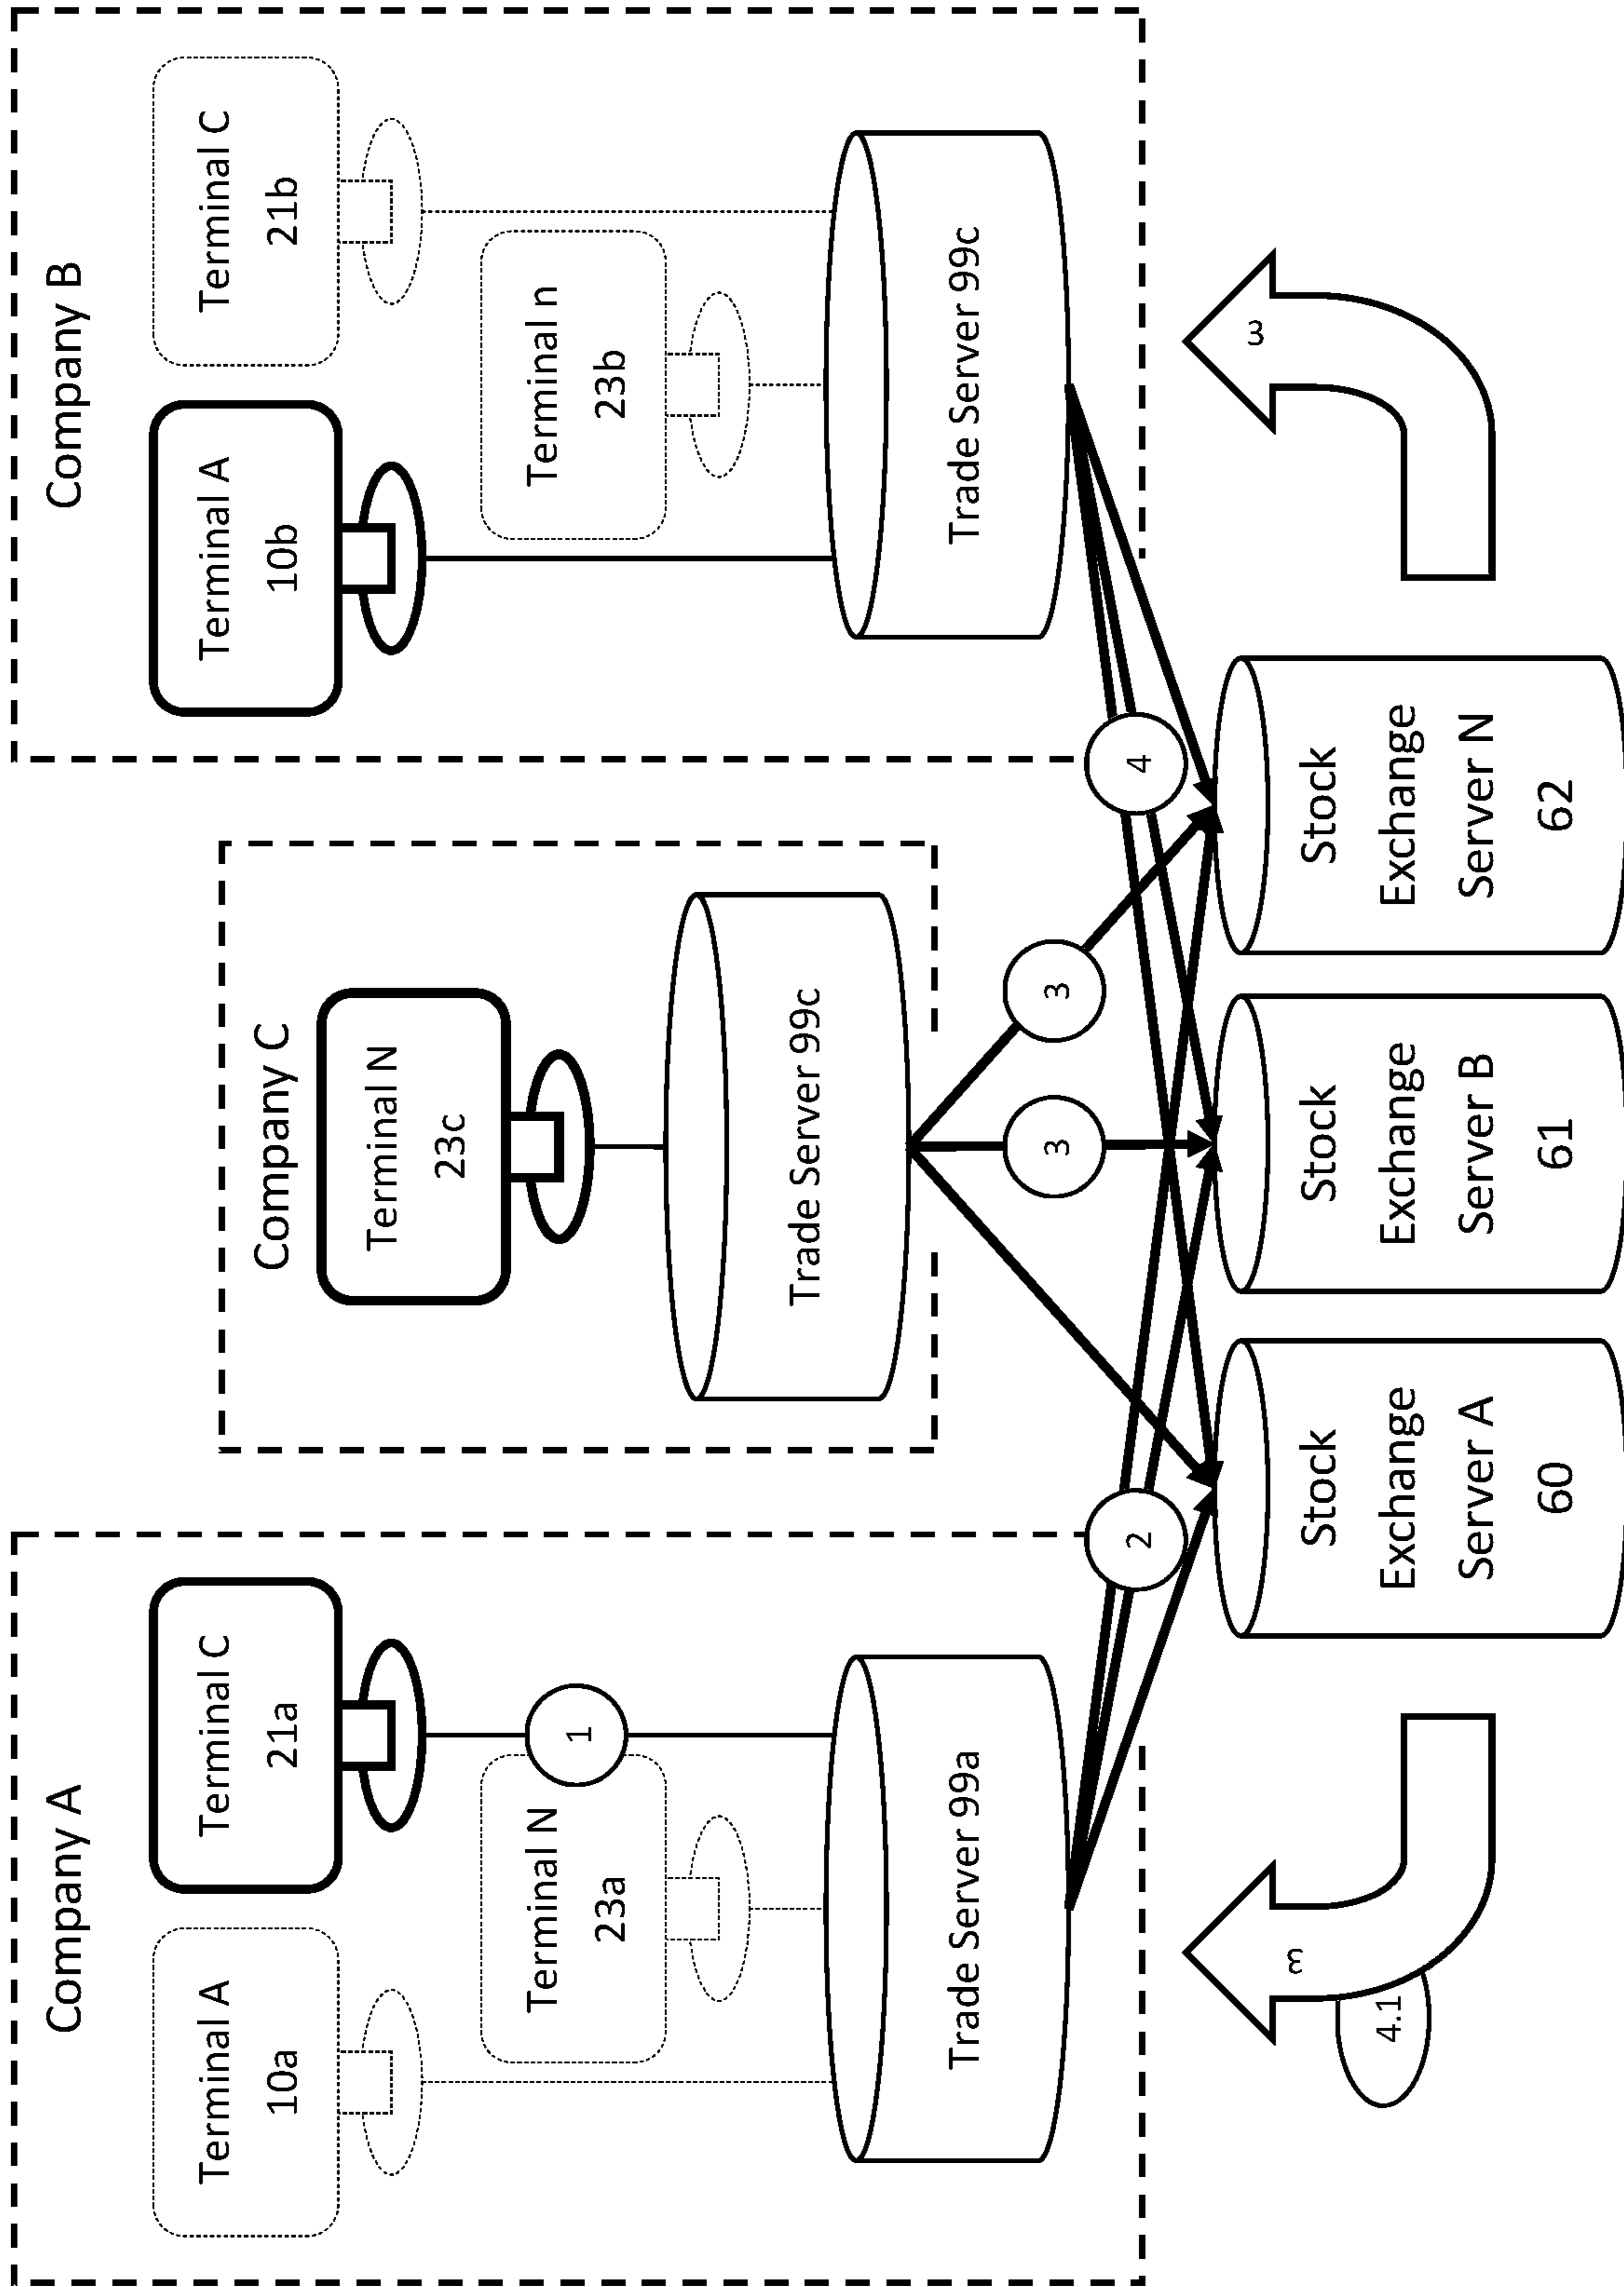 Company A
Terminal A
10a
Terminal C
21a
Terminal N
23a
1
Trade Server 99a
2
Company C
Terminal N
23c
Trade Server 99c
3
3
Company B
Terminal A
10b
Terminal C
21b
Terminal n
23b
Trade Server 99c
4
3
4.1
3
Stock
Exchange
Server A
60
Stock
Exchange
Server B
61
Stock
Exchange
Server N
62